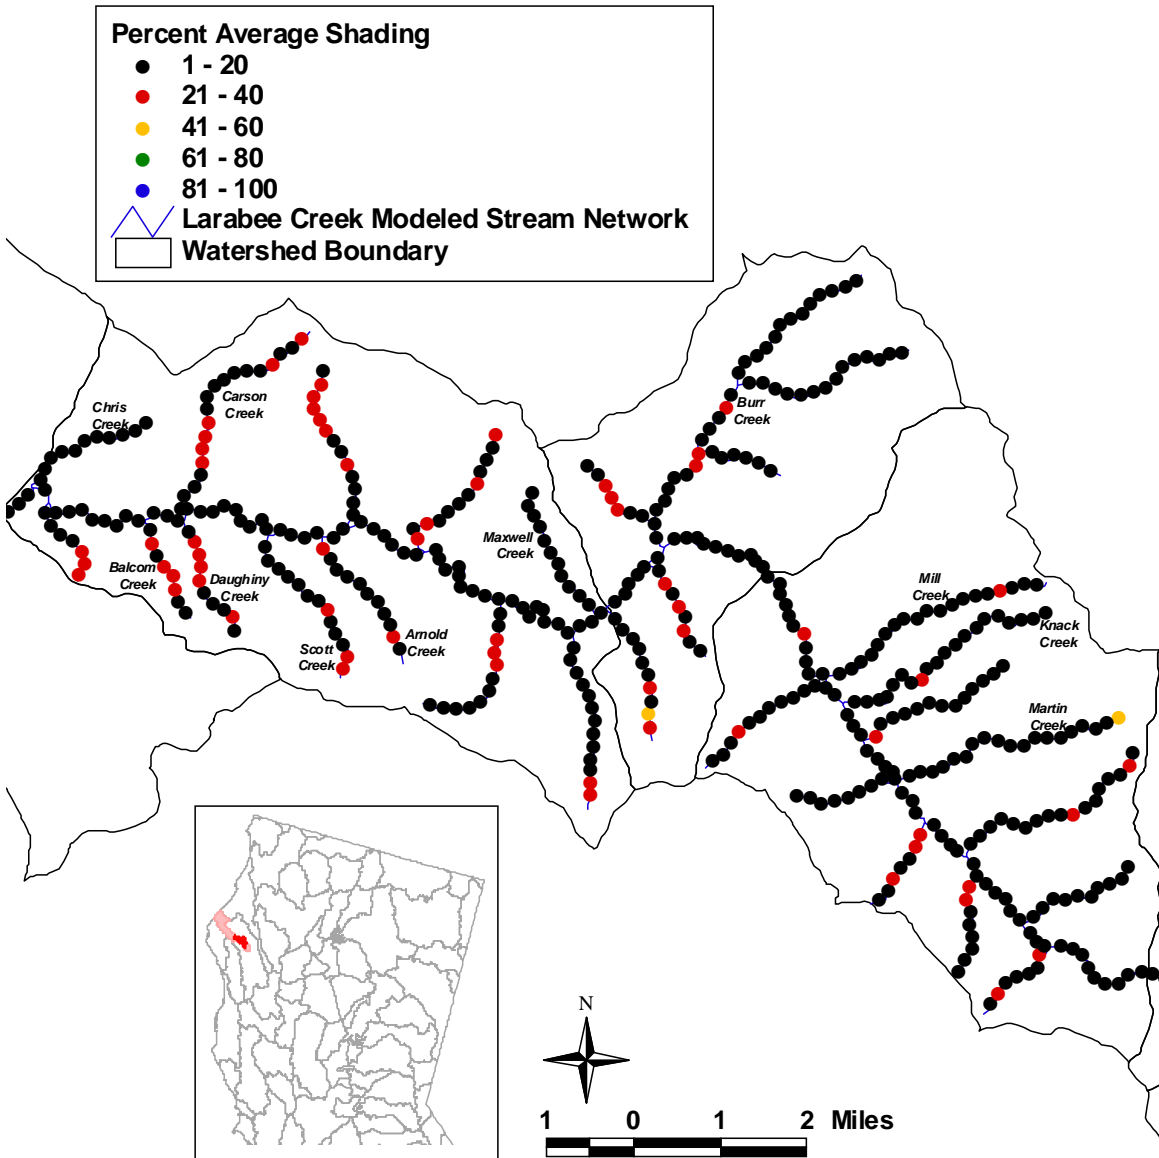 Percent Average Shading
1 - 20
21 - 40
41 - 60
61 - 80
81 - 100
Larabee Creek Modeled Stream Network
Watershed Boundary
Chris
Creek
Carson
Creek
Burr
Creek
Maxwell
Creek
Balcom
Creek
Daughiny
Creek
Scott
Creek
Arnold
Creek
Mill
Creek
Knack
Creek
Martin
Creek
N
1 0 1 2 Miles